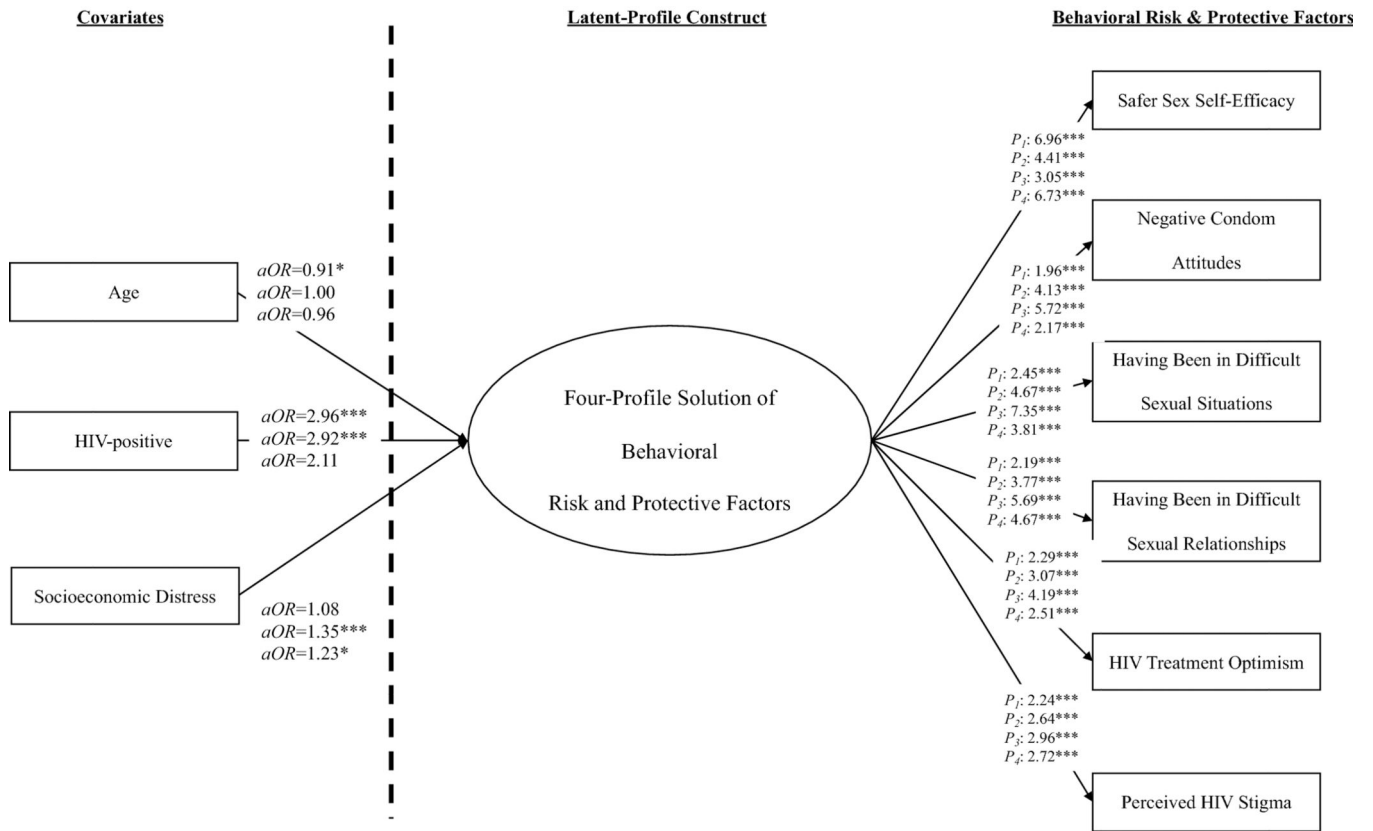 Covariates
Latent-Profile Construct
Behavioral Risk & Protective Factors
Age
aOR=0.91*
aOR=1.00
aOR=0.96
HIV-positive
aOR=2.96***
aOR=2.92***
aOR=2.11
Socioeconomic Distress
aOR=1.08
aOR=1.35***
aOR=1.23*
Four-Profile Solution of
Behavioral
Risk and Protective Factors
P1: 6.96***
P2: 4.41***
P3: 3.05***
P4: 6.73***
Safer Sex Self-Efficacy
P1: 1.96***
P2: 4.13***
P3: 5.72***
P4: 2.17***
Negative Condom
Attitudes
P1: 2.45***
P2: 4.67***
P3: 7.35***
P4: 3.81***
Having Been in Difficult
Sexual Situations
P1: 2.19***
P2: 3.77***
P3: 5.69***
P4: 4.67***
Having Been in Difficult
Sexual Relationships
P1: 2.29***
P2: 3.07***
P3: 4.19***
P4: 2.51***
HIV Treatment Optimism
P1: 2.24***
P2: 2.64***
P3: 2.96***
P4: 2.72***
Perceived HIV Stigma